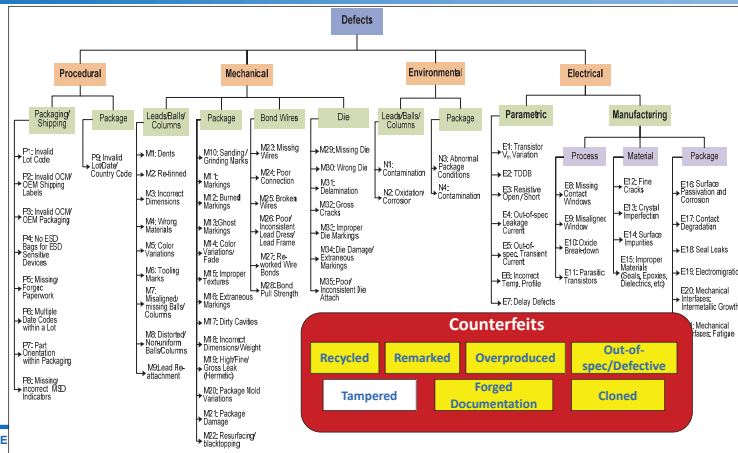 Defects
Procedural
Mechanical
Environmental
Electrical
Packaging/
Shipping
Package
Leads/Balls/
Columns
Package
Bond Wires
Die
Leads/Balls/
Columns
Package
Parametric
Manufacturing
Process
Material
Package
P1: Invalid
Lot Code
P2: Invalid OCM/
OEM Shipping
Labels
P3: Invalid OCM/
OEM Packaging
P4: No ESD
Bags for ESD
Sensitive
Devices
P5: Missing/
Forged
Paperwork
P6: Multiple
Date Codes
within a Lot
P7: Part
Orientation
within Packaging
P8: Missing/
incorrect MSD
Indicators
P9: Invalid
Lot/Date/
Country Code
M1: Dents
M2: Re-tinned
M3: Incorrect
Dimensions
M4: Wrong
Materials
M5: Color
Variations
M6: Tooling
Marks
M7:
Misaligned/
missing Balls/
Columns
M8: Distorted/
Non-uniform
Balls/Columns
M9: Lead Re-
attachment
M10: Sanding/
Grinding Marks
M11:
Markings
M12: Burned
Markings
M13: Ghost
Markings
M14: Color
Variations/
Fade
M15: Improper
Textures
M16: Extraneous
Markings
M17: Dirty Cavities
M18: Incorrect
Dimensions/Weight
M19: High/Fine/
Gross Leak
(Hermetic)
M20: Package Mold
Variations
M21: Package
Damage
M22: Resurfacing/
blacktopping
M23: Missing
Wires
M24: Poor
Connection
M25: Broken
Wires
M26: Poor/
Inconsistent
Lead Dress/
Lead Frame
M27: Re-
worked Wire
Bonds
M28: Bond
Pull Strength
M29: Missing Die
M30: Wrong Die
M31:
Delamination
M32: Gross
Cracks
M33: Improper
Die Markings
M34: Die Damage/
Extraneous
Markings
M35: Poor/
Inconsistent Die
Attach
N1:
Contamination
N2: Oxidation/
Corrosion
N3: Abnormal
Package
Conditions
N4:
Contamination
E1: Transistor
Variation
E2: TDDB
E3: Resistive
Open / Short
E4: Out-of-spec
Leakage
Current
E5: Out-of-
spec. Transient
Current
E6: Incorrect
Temp. Profile
E7: Delay Defects
E8: Missing
Contact
Windows
E9: Misaligned
Window
E10: Oxide
Break-down
E11: Parasitic
Transistors
E12: Fine
Cracks
E13: Crystal
Imperfection
E14: Surface
Impurities
E15: Improper
Materials
(Seals, Epoxies,
Dielectrics, etc)
E16: Surface
Passivation and
Corrosion
E17: Contact
Degradation
E18: Seal Leaks
E19: Electromigration
E20: Mechanical
Interfaces:
Intermetallic Growth
Mechanical
Fatigue
Counterfeits
Recycled
Remarked
Overproduced
Out-of-
spec/Defective
Tampered
Forged
Documentation
Cloned
E